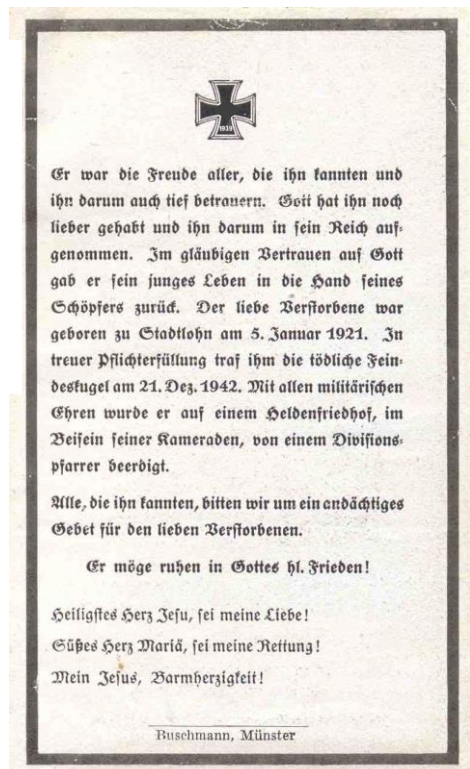 1939
Er war die Freude aller, die ihn kannten und
ihn darum auch tief betrauern. Gott hat ihn noch
lieber gehabt und ihn darum in sein Reich auf-
genommen. Im gläubigen Vertrauen auf Gott
gab er sein junges Leben in die Hand seines
Schöpfers zurück. Der liebe Verstorbene war
geboren zu Stadtlohn am 5. Januar 1921. In
treuer Pflichterfüllung traf ihm die tödliche Fein-
deskugel am 21. Dez. 1942. Mit allen militärischen
Ehren wurde er auf einem Heldenfriedhof, im
Beisein seiner Kameraden, von einem Divisions-
pfarrer beerdigt.
Alle, die ihn kannten, bitten wir um ein andächtiges
Gebet für den lieben Verstorbenen.
Er möge ruhen in Gottes hl. Frieden!
Heiligstes Herz Jesu, sei meine Liebe!
Süßes Herz Mariä, sei meine Rettung!
Mein Jesus, Barmherzigkeit!
Buschmann, Münster